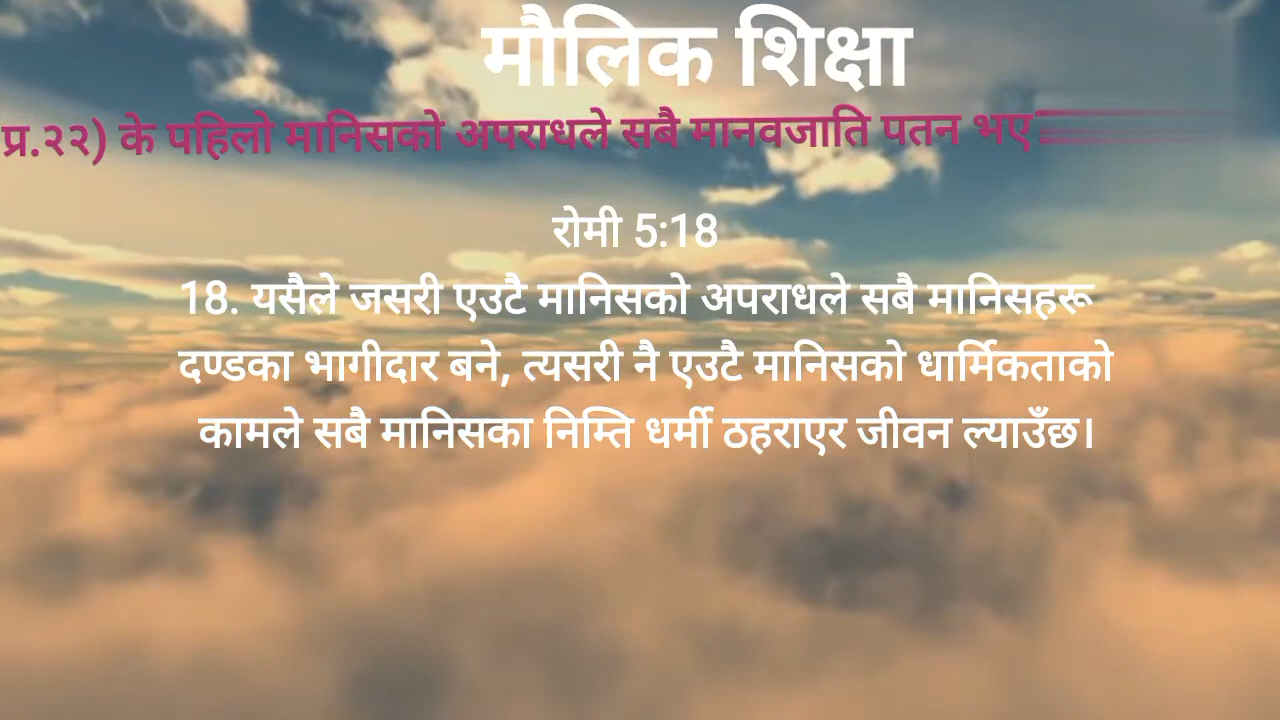 मौलिक शिक्षा
प्र.२२) के पहिलो मानिसको अपराधले सबै मानवजाति पतन भए
रोमी 5:18
18. यसैले जसरी एउटै मानिसको अपराधले सबै मानिसहरू
दण्डका भागीदार बने, त्यसरी नै एउटै मानिसको धार्मिकताको
कामले सबै मानिसका निम्ति धर्मी ठहराएर जीवन ल्याउँछ।